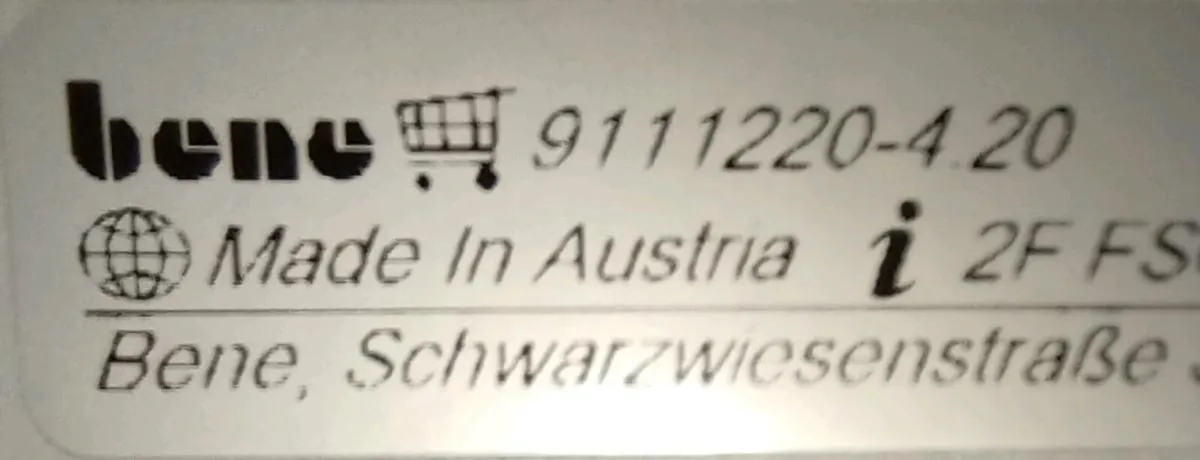 bene 9111220-4.20
Made In Austria i 2F
Bene, Schwarzwiesenstraße